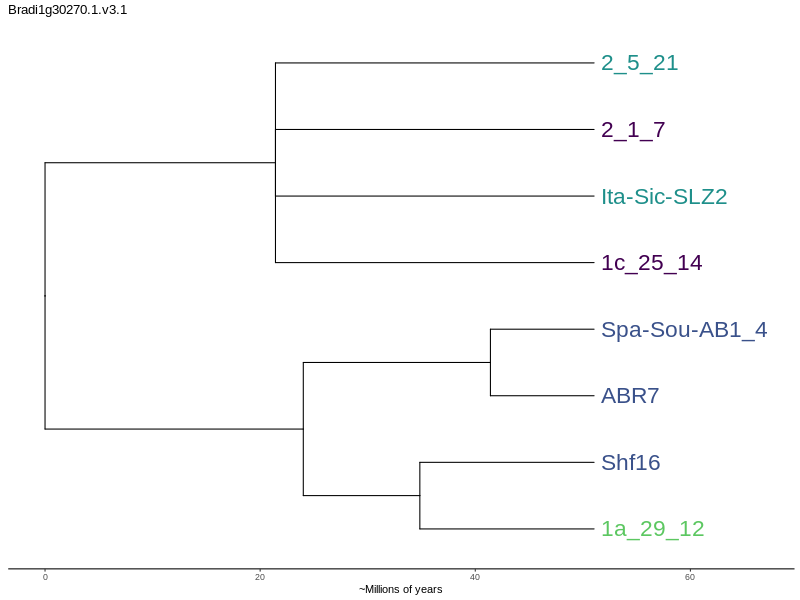 Bradi1g30270.1.v3.1
2_5_21
2_1_7
Ita-Sic-SLZ2
1c_25_14
Spa-Sou-AB1_4
ABR7
Shf16
1a_29_12
0 20 40 60
~Millions of years